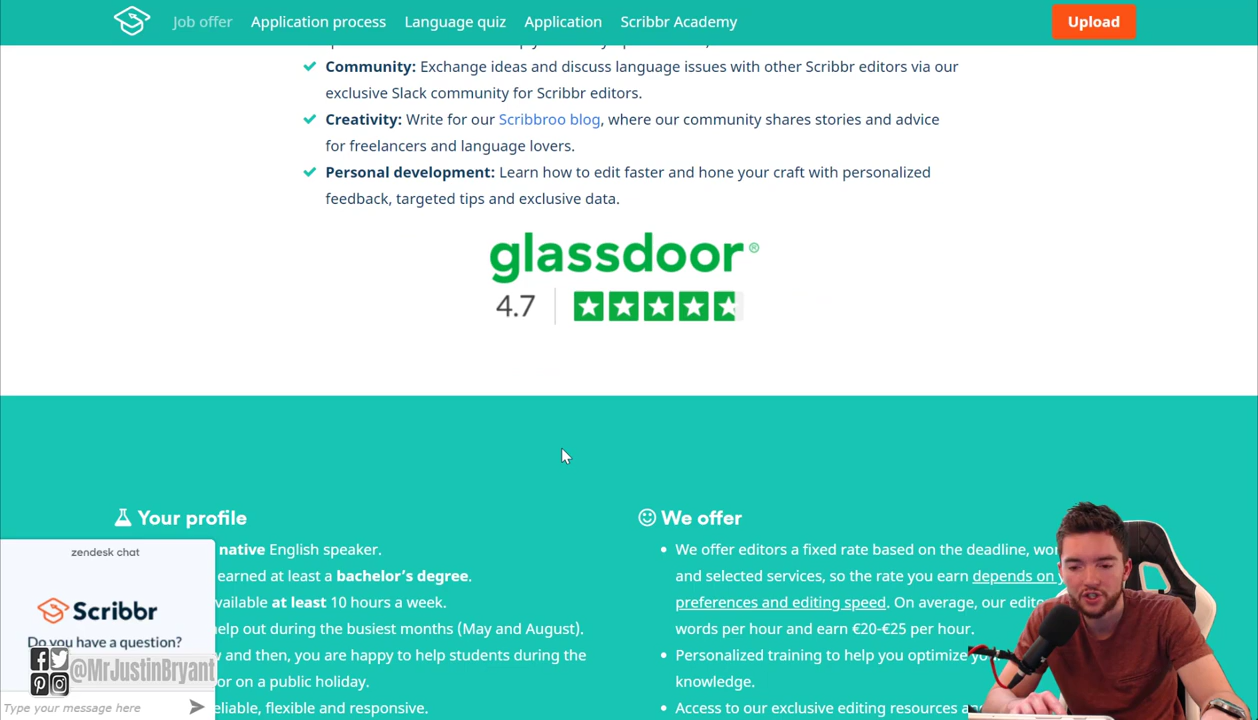 Job offer Application process Language quiz Application Scribbr Academy Upload
Community: Exchange ideas and discuss language issues with other Scribbr editors via our
exclusive Slack community for Scribbr editors.
Creativity: Write for our Scribbroo blog, where our community shares stories and advice
for freelancers and language lovers.
Personal development: Learn how to edit faster and hone your craft with personalized
feedback, targeted tips and exclusive data.
glassdoor®
4.7
Your profile
native English speaker.
earned at least a bachelor's degree.
at least 10 hours a week.
help out during the busiest months (May and August).
and then, you are happy to help students during the
or on a public holiday.
flexible and responsive.
We offer
We offer editors a fixed rate based on the deadline,
and selected services, so the rate you earn depends on
preferences and editing speed. On average, our
words per hour and earn €20-€25 per hour.
Personalized training to help you optimize
knowledge.
Access to our exclusive editing resources
zendesk chat
Scribbr
Do you have a question?
@MrJustinBryant
Type your message here